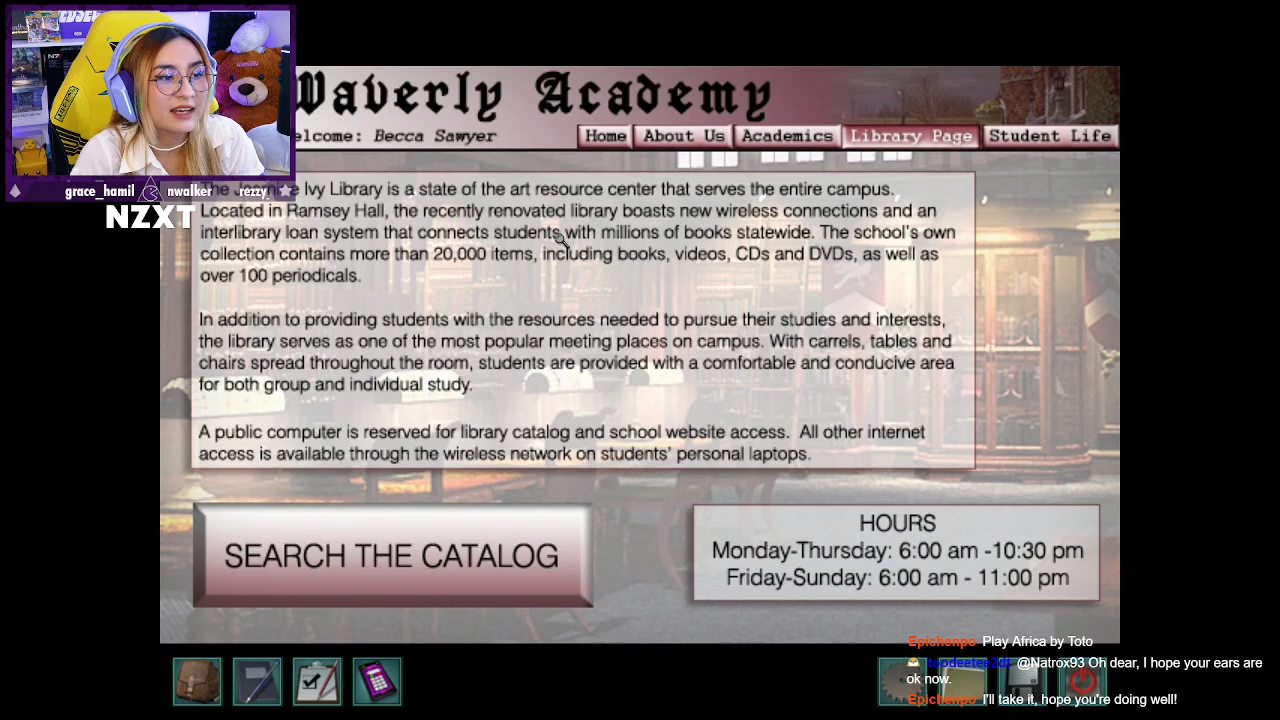 Waverly Academy
elcome: Becca Sawyer
Home About Us Academics Library Page Student Life
grace_hamil nwalker rezzy_
NZXT
The Ivy Library is a state of the art resource center that serves the entire campus.
Located in Ramsey Hall, the recently renovated library boasts new wireless connections and an
interlibrary loan system that connects students with millions of books statewide. The school's own
collection contains more than 20,000 items, including books, videos, CDs and DVDs, as well as
over 100 periodicals.
In addition to providing students with the resources needed to pursue their studies and interests,
the library serves as one of the most popular meeting places on campus. With carrels, tables and
chairs spread throughout the room, students are provided with a comfortable and conducive area
for both group and individual study.
A public computer is reserved for library catalog and school website access. All other internet
access is available through the wireless network on students' personal laptops.
SEARCH THE CATALOG
HOURS
Monday-Thursday: 6:00 am -10:30 pm
Friday-Sunday: 6:00 am - 11:00 pm
Epichenpo Play Africa by Toto
toodeetee2dt @Natrox93 Oh dear, I hope your ears are
ok now.
Epichenpo I'll take it, hope you're doing well!